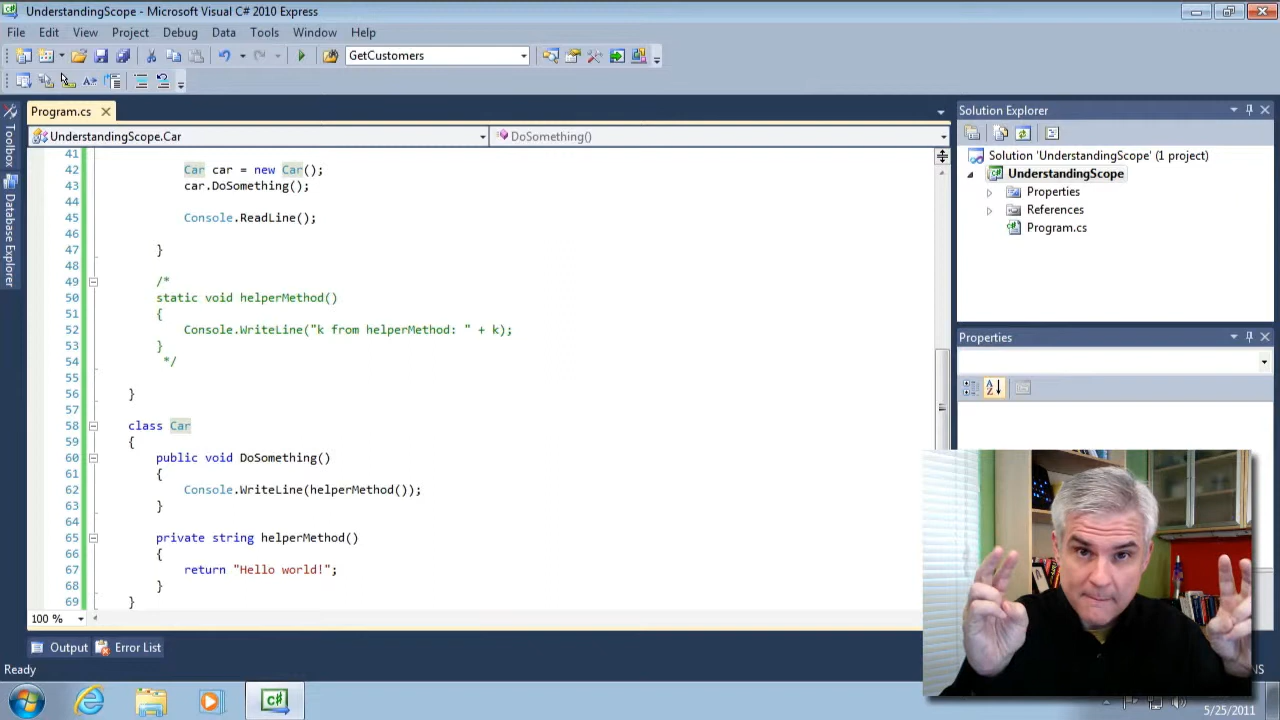 UnderstandingScope - Microsoft Visual C# 2010 Express
File Edit View Project Debug Data Tools Window Help
GetCustomers
Program.cs
UnderstandingScope.Car
DoSomething()
41
42 Car car = new Car();
43 car.DoSomething();
44
45 Console.ReadLine();
46
47 }
48
49 /*
50 static void helperMethod()
51 {
52 Console.WriteLine("k from helperMethod: " + k);
53 }
54 */
55
56 }
57
58 class Car
59 {
60 public void DoSomething()
61 {
62 Console.WriteLine(helperMethod());
63 }
64
65 private string helperMethod()
66 {
67 return "Hello world!";
68 }
69 }
100 %
Toolbox
Database Explorer
Solution Explorer
Solution 'UnderstandingScope' (1 project)
UnderstandingScope
Properties
References
Program.cs
Properties
Output
Error List
Ready
5/25/2011